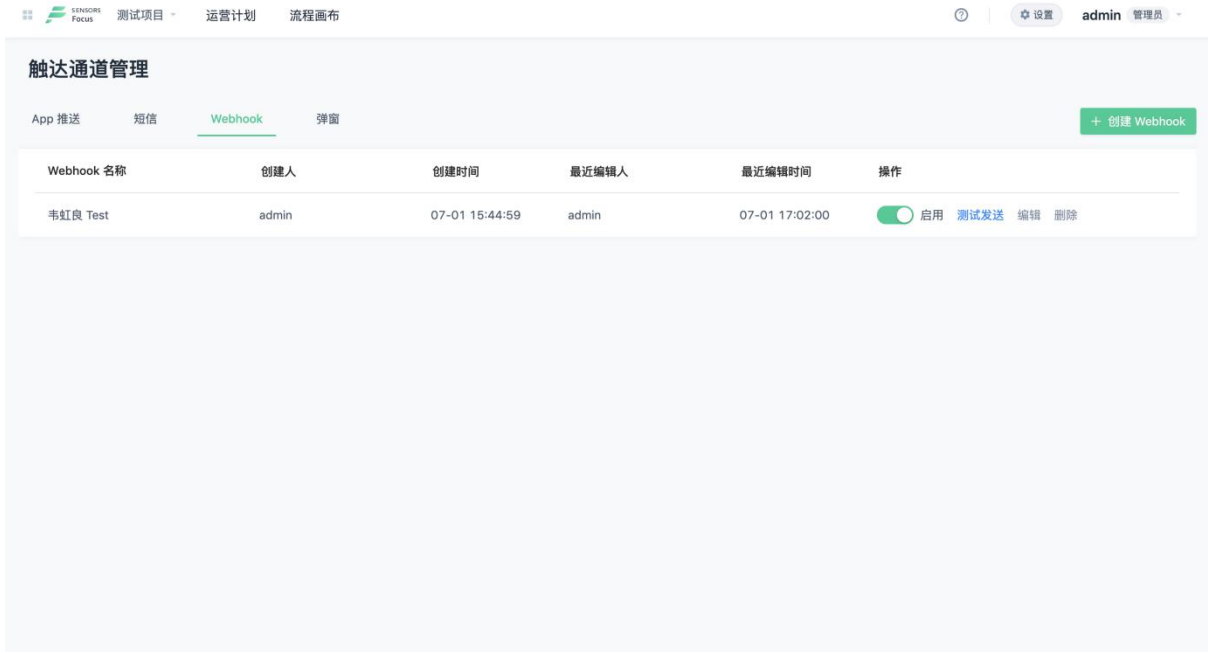 SENSORS Focus 测试项目 运营计划 流程画布 设置 admin 管理员
触达通道管理
App 推送 短信 Webhook 弹窗 + 创建 Webhook
Webhook 名称 创建人 创建时间 最近编辑人 最近编辑时间 操作
韦虹良 Test admin 07-01 15:44:59 admin 07-01 17:02:00 启用 测试发送 编辑 删除